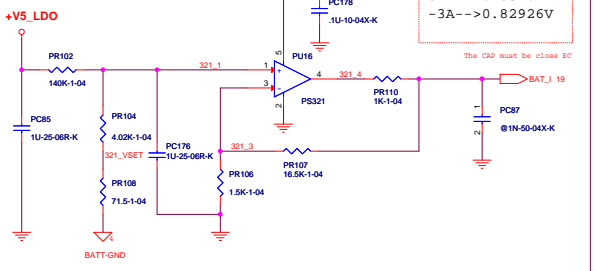 PC178
.1U-10-04X-K
-3A-->0.82926V
+V5_LDO
The CAP must be close EC
PR102
140K-1-04
321_1
1
3
5
PU16
4
321_4
PR110
1K-1-04
BAT_I 19
2
PS321
PC85
1U-25-06R-K
PR104
4.02K-1-04
321_VSET
PC176
1U-25-06R-K
1
2
PC87
@1N-50-04X-K
321_3
PR107
16.5K-1-04
PR106
1.5K-1-04
PR108
71.5-1-04
BATT-GND